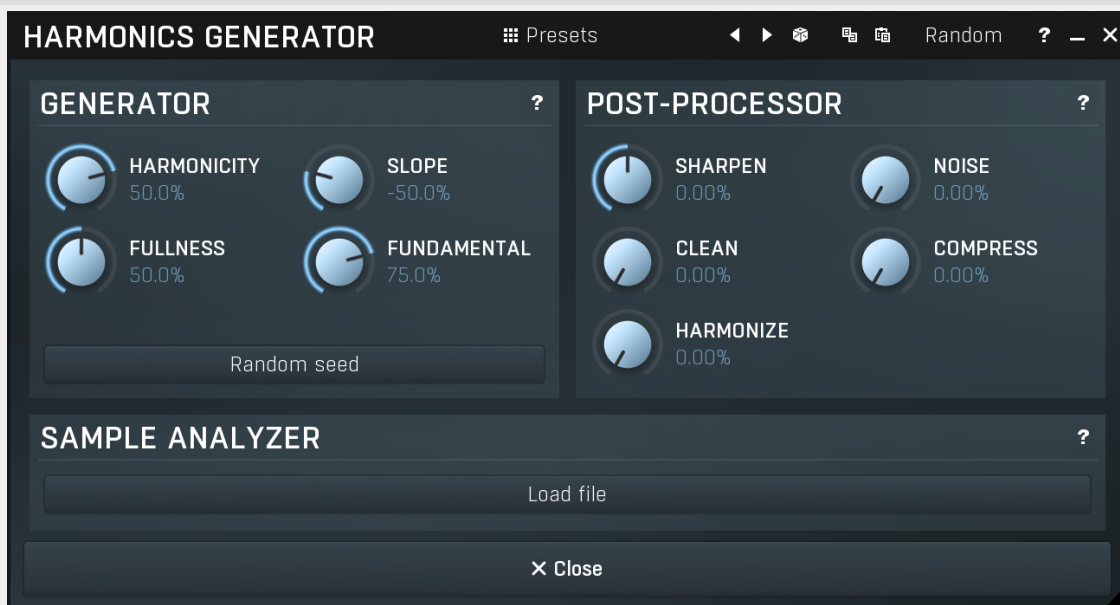 HARMONICS GENERATOR Presets Random ?
GENERATOR ?
HARMONICITY
50.0%
SLOPE
-50.0%
FULLNESS
50.0%
FUNDAMENTAL
75.0%
Random seed
POST-PROCESSOR ?
SHARPEN
0.00%
NOISE
0.00%
CLEAN
0.00%
COMPRESS
0.00%
HARMONIZE
0.00%
SAMPLE ANALYZER ?
Load file
Close